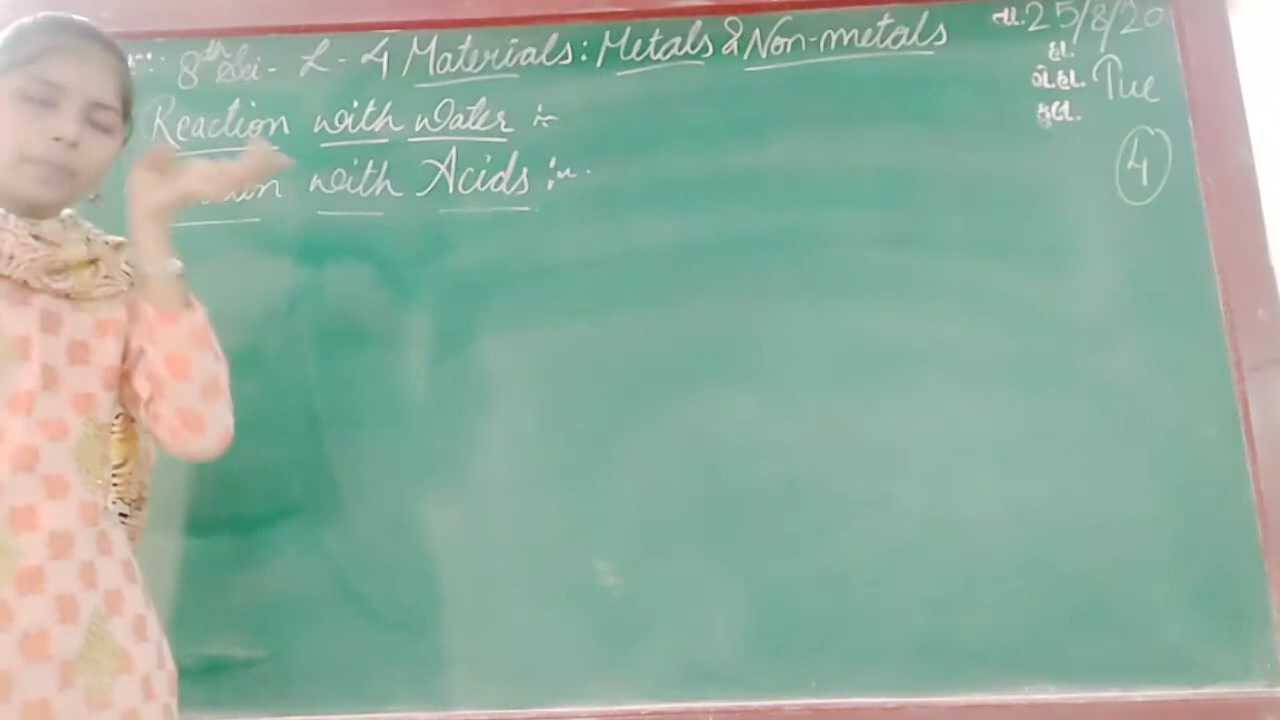 8th Sci - L - 4 Materials: Metals & Non-metals
તા. 25/8/20
Tue
Reaction with Water :-
with Acids :-
4